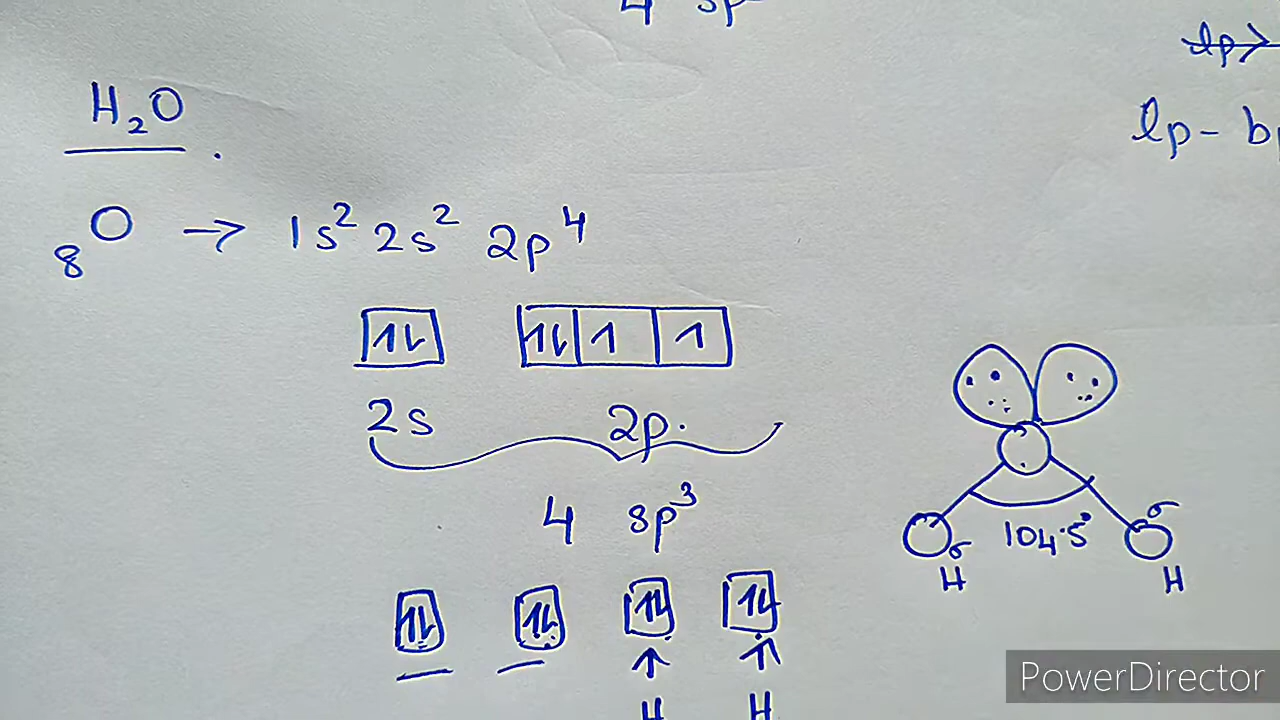 4 sp
lp>
H₂O .
lp - bp
₈O → 1s² 2s² 2p⁴
1l 1l 1 1
2s 2p.
4 sp³
104.5°
σ σ
H H
1l 1l 1l 1l
↑ ↑
H H
PowerDirector